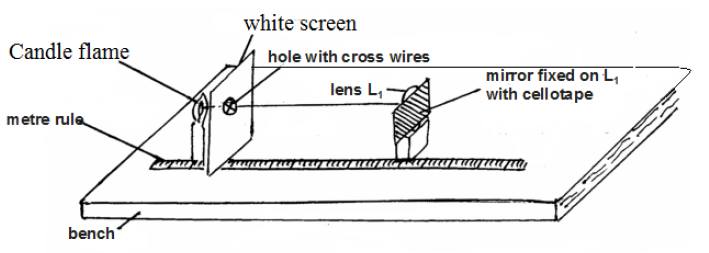 white screen
Candle flame
hole with cross wires
lens L₁
mirror fixed on L₁
with cellotape
metre rule
bench